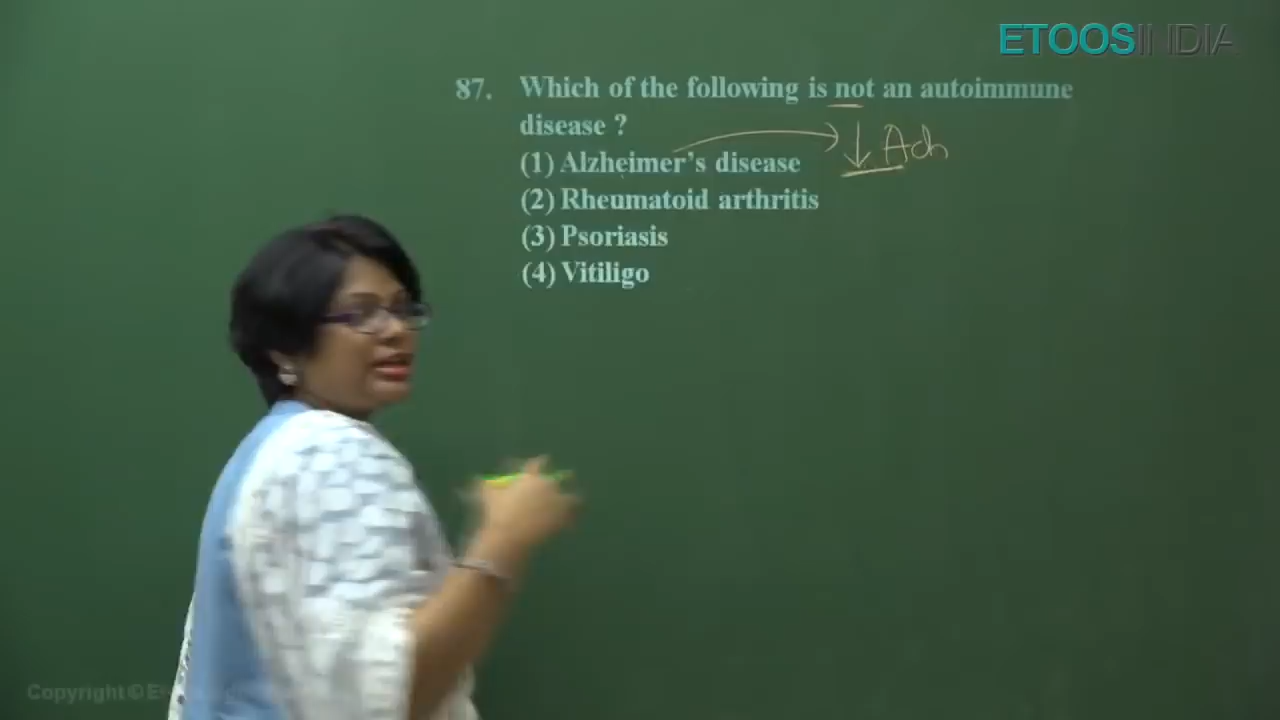 ETOOSINDIA
87. Which of the following is not an autoimmune
disease ?
↓ Ach
(1) Alzheimer's disease
(2) Rheumatoid arthritis
(3) Psoriasis
(4) Vitiligo
Copyright © E